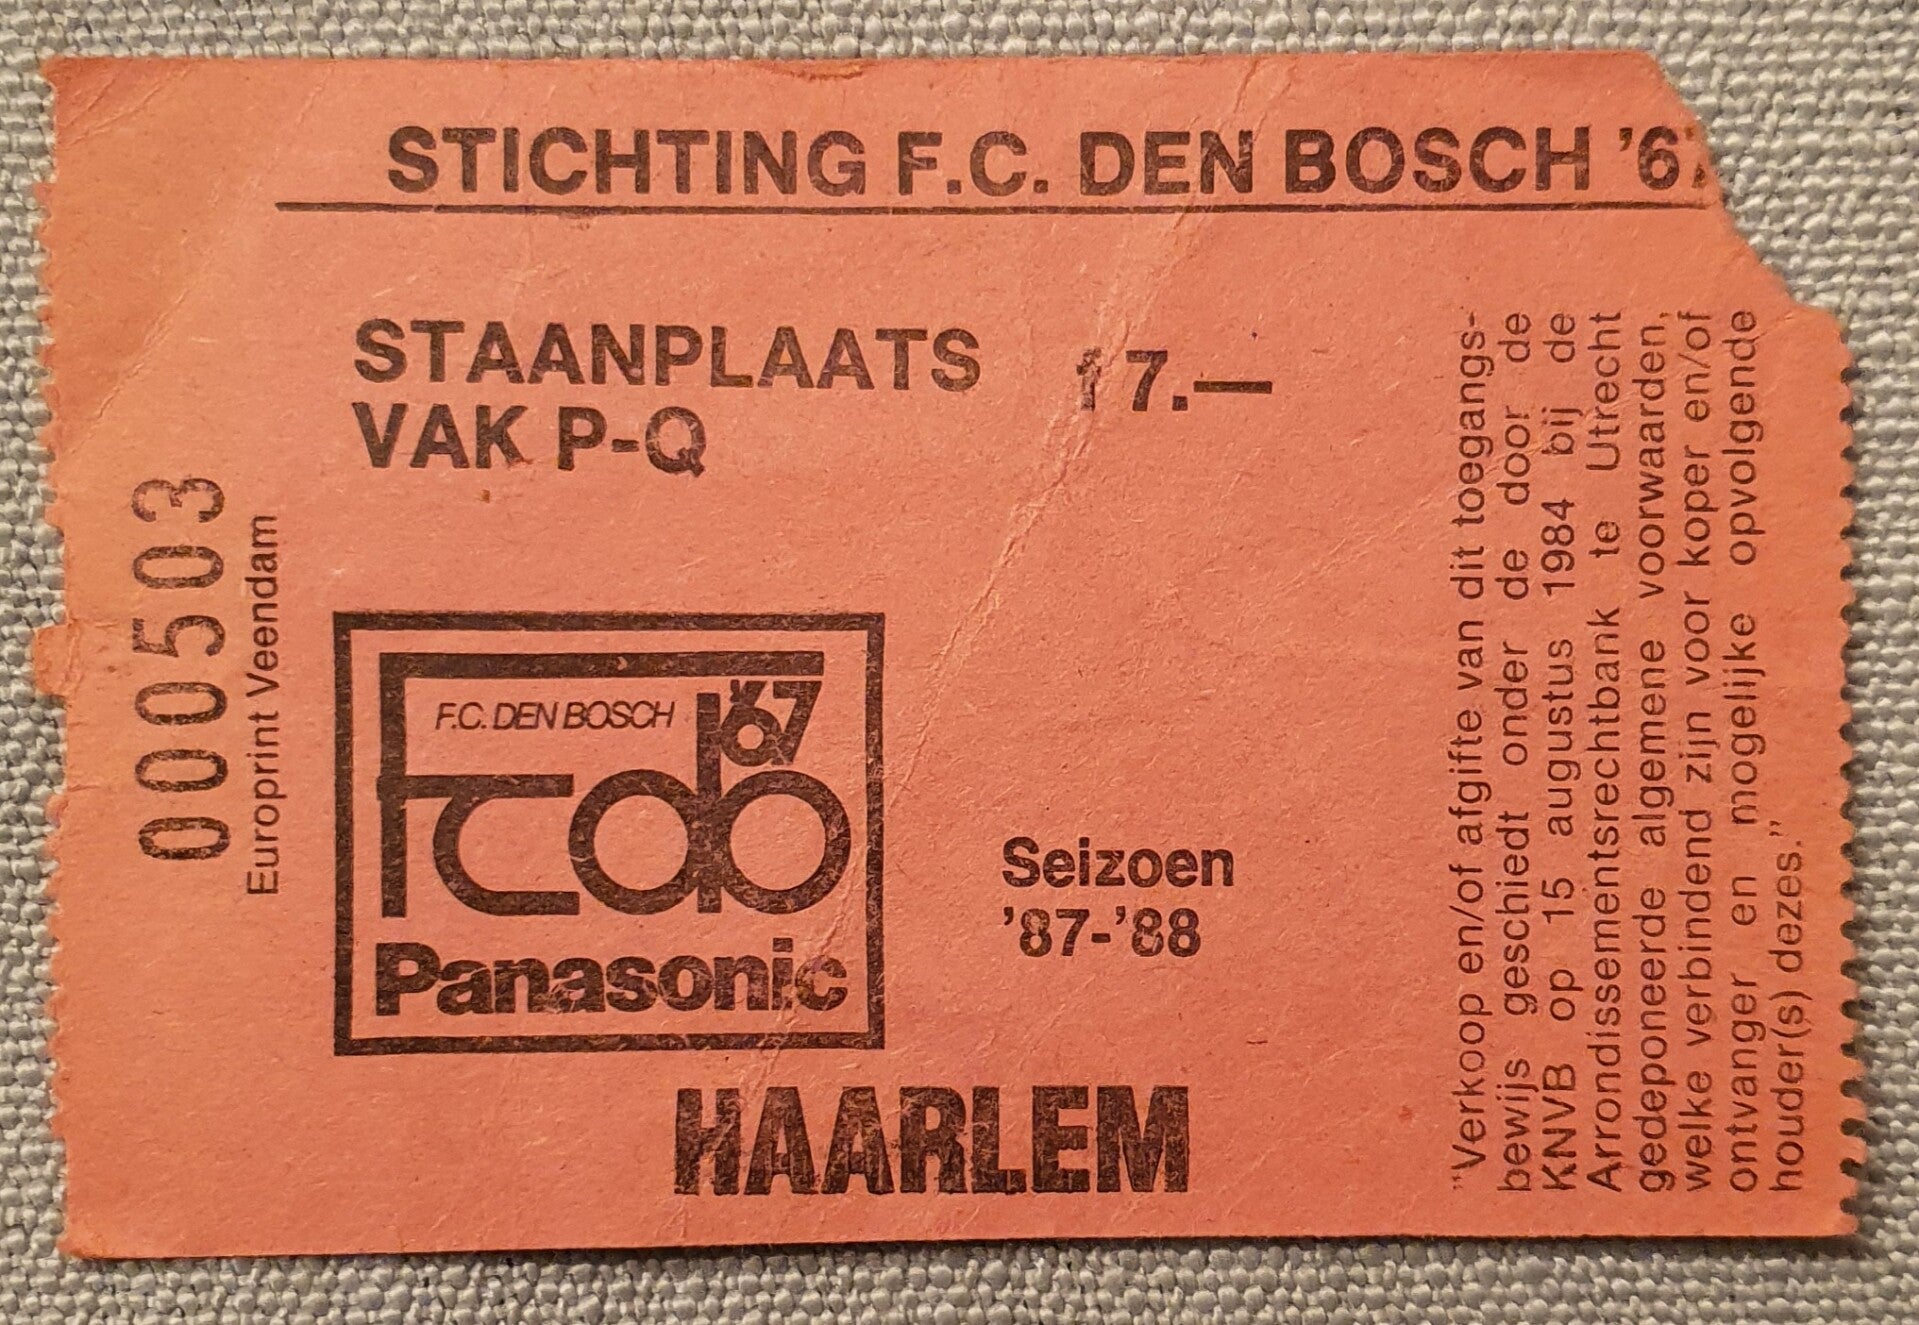 STICHTING F.C. DEN BOSCH '67
STAANPLAATS
VAK P-Q
f 7.—
000503
Europrint Veendam
F.C. DEN BOSCH '67
Fcdb
Panasonic
Seizoen
'87-'88
HAARLEM
"Verkoop en/of afgifte van dit toegangs-
bewijs geschiedt onder de door de
KNVB op 15 augustus 1984 bij de
Arrondissementsrechtbank te Utrecht
gedeponeerde algemene voorwaarden,
welke verbindend zijn voor koper en/of
ontvanger en mogelijke opvolgende
houder(s) dezes."